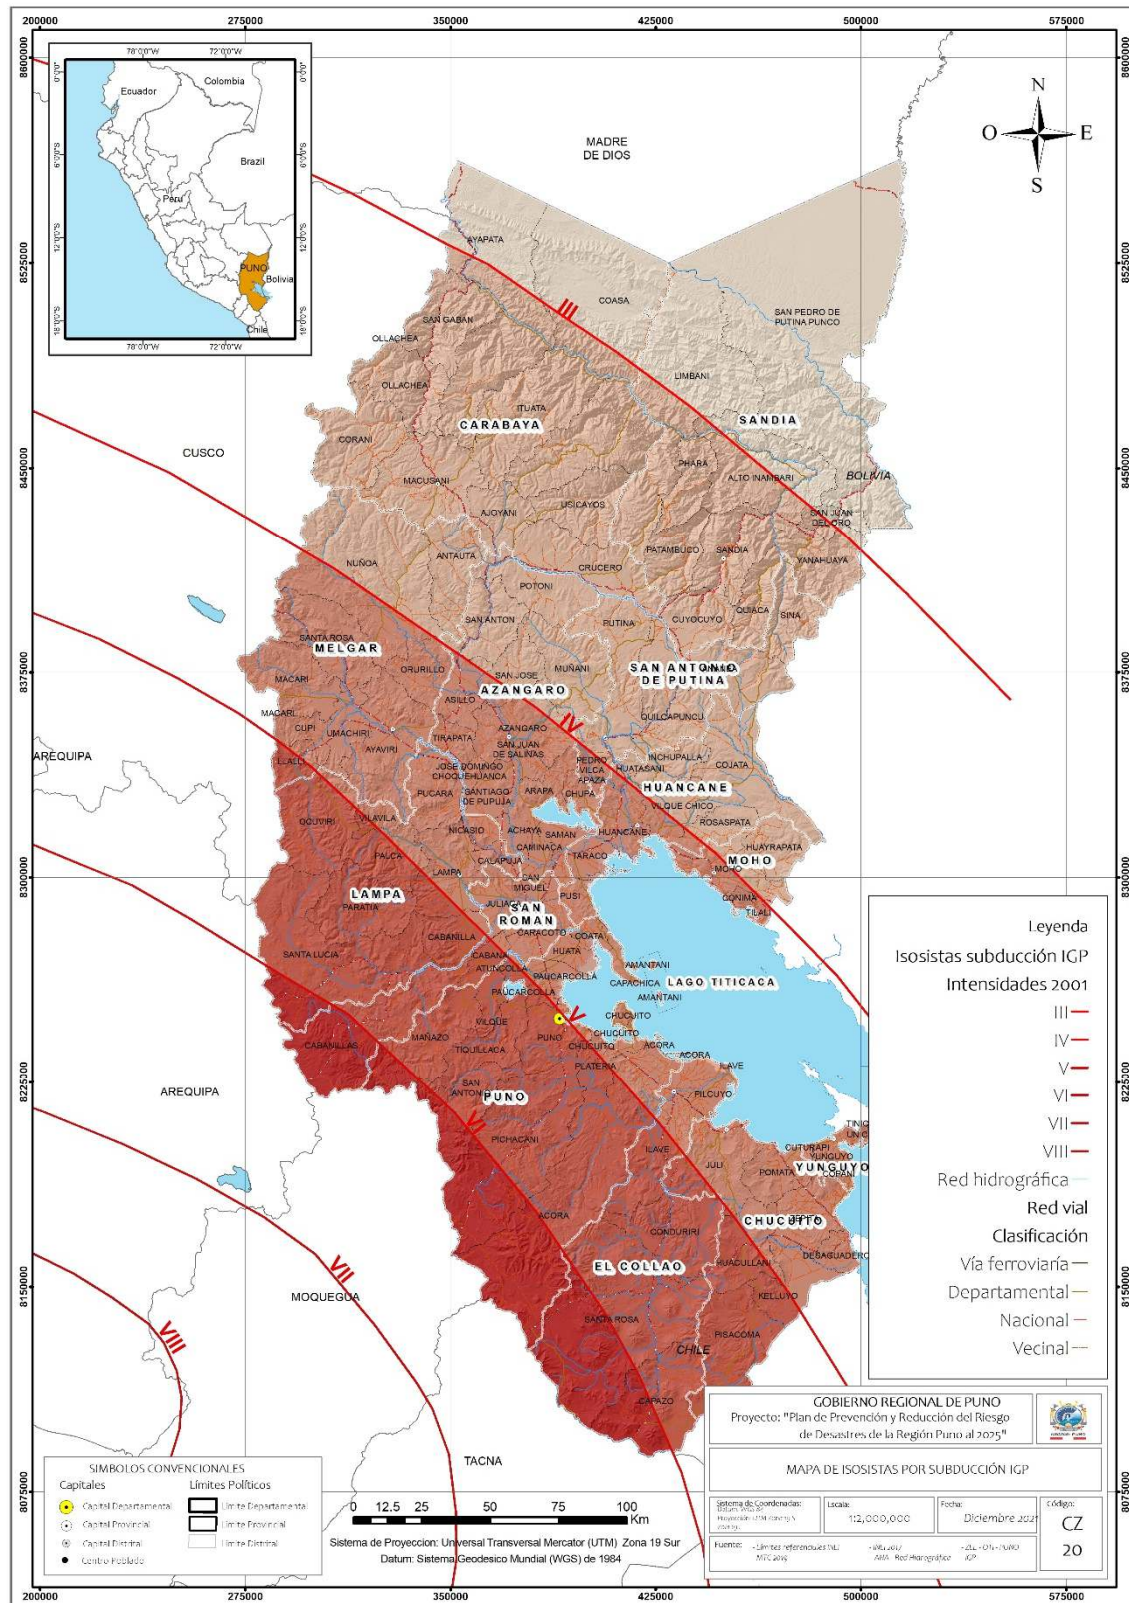 200000 275000 350000 425000 500000 575000
8600000
8525000
8450000
8375000
8300000
8225000
8150000
8075000
78°0'0"W 72°0'0"W
0°0'0"
6°0'0"S
12°0'0"S
18°0'0"S
Ecuador
Colombia
Brazil
Peru
PUNO
Bolivia
Chile
78°0'0"W 72°0'0"W
N
O E
S
MADRE
DE DIOS
AYAPATA
III
COASA
SAN PEDRO DE
PUTINA PUNCO
SAN GABAN
OLLACHEA
OLLACHEA
LIMBANI
ITUATA
CARABAYA
SANDIA
CORANI
CUSCO
MACUSANI
PHARA
ALTO INAMBARI
BOLIVIA
USICAYOS
AJOYANI
SAN JUAN
DEL ORO
ANTAUTA
PATAMBUCO
SANDIA
YANAHUAYA
NUÑOA
CRUCERO
POTONI
QUIACA
SINA
SAN ANTON
PUTINA
CUYOCUYO
SANTA ROSA
MELGAR
ORURILLO
MUÑANI
SAN ANTONIO
DE PUTINA
ANANEA
MACARI
SAN JOSE
AZANGARO
ASILLO
MACARI
CUPI
UMACHIRI
IV
AZANGARO
QUILCAPUNCU
AYAVIRI
TIRAPATA
SAN JUAN
DE SALINAS
INCHUPALLA
COJATA
AREQUIPA
LLALLI
JOSE DOMINGO
CHOQUEHUANCA
PEDRO
VILCA
APAZA
HUATASANI
HUANCANE
PUCARA
SANTIAGO
DE PUPUJA
ARAPA
CHUPA
VILQUE CHICO
ROSASPATA
OCUVIRI
VILAVILA
NICASIO
ACHAYA
SAMAN
HUANCANE
HUAYRAPATA
PALCA
CAMINACA
CALAPUJA
TARACO
MOHO
MOHO
LAMPA
LAMPA
SAN
MIGUEL
PUSI
CONIMA
TILALI
PARATIA
JULIACA
SAN
ROMAN
CABANILLA
CARACOTO
COATA
SANTA LUCIA
CABANA
HUATA
ATUNCOLLA
PAUCARCOLLA
AMANTANI
CAPACHICA
LAGO TITICACA
PAUCARCOLLA
AMANTANI
V
VILQUE
CHUCUITO
CABANILLAS
MAÑAZO
PUNO
CHUCUITO
CHUCUITO
ACORA
TIQUILLACA
PLATERIA
ACORA
ILAVE
SAN
ANTONIO
PUNO
PILCUYO
AREQUIPA
VI
PICHACANI
ILAVE
JULI
CUTURAPI
YUNGUYO
YUNGUYO
COPANI
POMATA
ACORA
CONDURIRI
CHUCUITO
DESAGUADERO
EL COLLAO
HUACULLANI
KELLUYO
VII
MOQUEGUA
SANTA ROSA
PISACOMA
CHILE
VIII
CAPAZO
TACNA
Leyenda
Isosistas subducción IGP
Intensidades 2001
III
IV
V
VI
VII
VIII
Red hidrográfica
Red vial
Clasificación
Vía ferroviaría
Departamental
Nacional
Vecinal
GOBIERNO REGIONAL DE PUNO
Proyecto: "Plan de Prevención y Reducción del Riesgo
de Desastres de la Región Puno al 2025"
MAPA DE ISOSISTAS POR SUBDUCCIÓN IGP
Sistema de Coordenadas:
Escala:
1:2,000,000
Fecha:
Diciembre 2021
Código:
CZ
20
Fuente:
SIMBOLOS CONVENCIONALES
Capitales Límites Políticos
Capital Departamental Límite Departamental
Capital Provincial Límite Provincial
Capital Distrital Límite Distrital
Centro Poblado
0 12.5 25 50 75 100
Km
Sistema de Proyeccion: Universal Transversal Mercator (UTM) Zona 19 Sur
Datum: Sistema Geodesico Mundial (WGS) de 1984
200000 275000 350000 425000 500000 575000